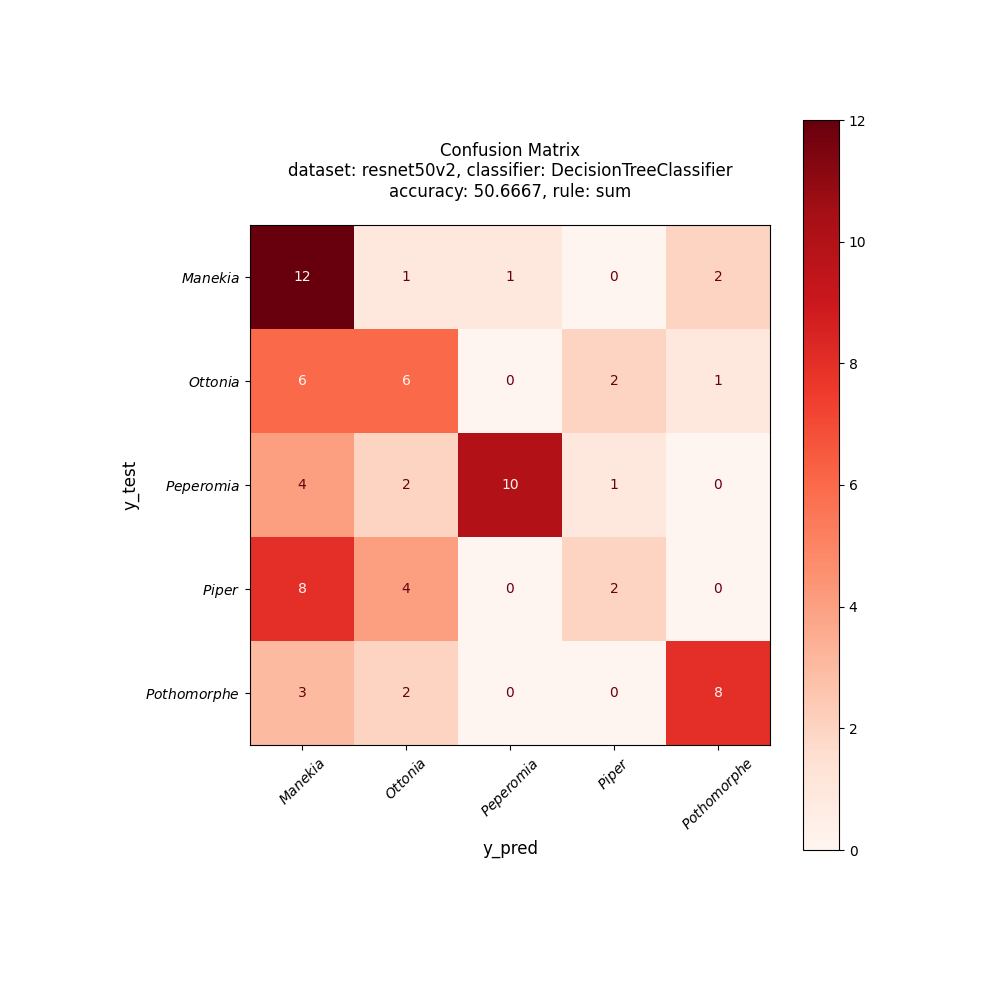 Confusion Matrix
dataset: resnet50v2, classifier: DecisionTreeClassifier
accuracy: 50.6667, rule: sum
y_test
Manekia 12 1 1 0 2
Ottonia 6 6 0 2 1
Peperomia 4 2 10 1 0
Piper 8 4 0 2 0
Pothomorphe 3 2 0 0 8
Manekia Ottonia Peperomia Piper Pothomorphe
y_pred
12
10
8
6
4
2
0